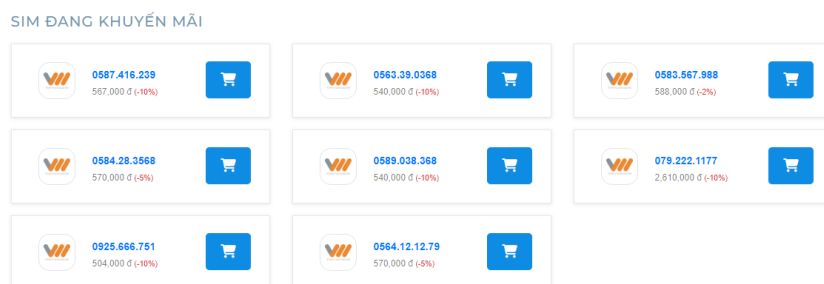 SIM ĐANG KHUYẾN MÃI
0587.416.239
567,000 đ (-10%)
0563.39.0368
540,000 đ (-10%)
0583.567.988
588,000 đ (-2%)
0584.28.3568
570,000 đ (-5%)
0589.038.368
540,000 đ (-10%)
079.222.1177
2,610,000 đ (-10%)
0925.666.751
504,000 đ (-10%)
0564.12.12.79
570,000 đ (-5%)